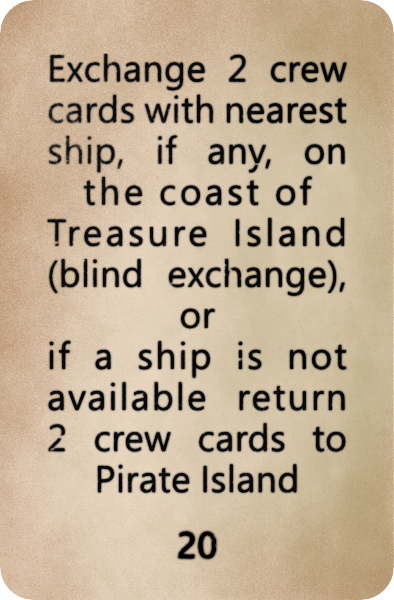 Exchange 2 crew
cards with nearest
ship, if any, on
the coast of
Treasure Island
(blind exchange),
or
if a ship is not
available return
2 crew cards to
Pirate Island
20